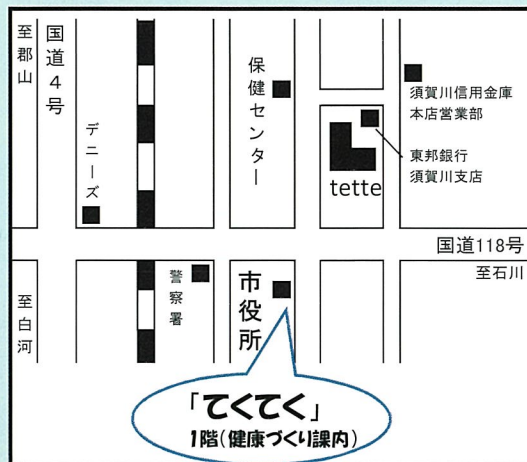 至郡山
国道4号
デニーズ
保健センター
須賀川信用金庫
本店営業部
東邦銀行
須賀川支店
tette
国道118号
至石川
至白河
警察署
市役所
「てくてく」
1階(健康づくり課内)